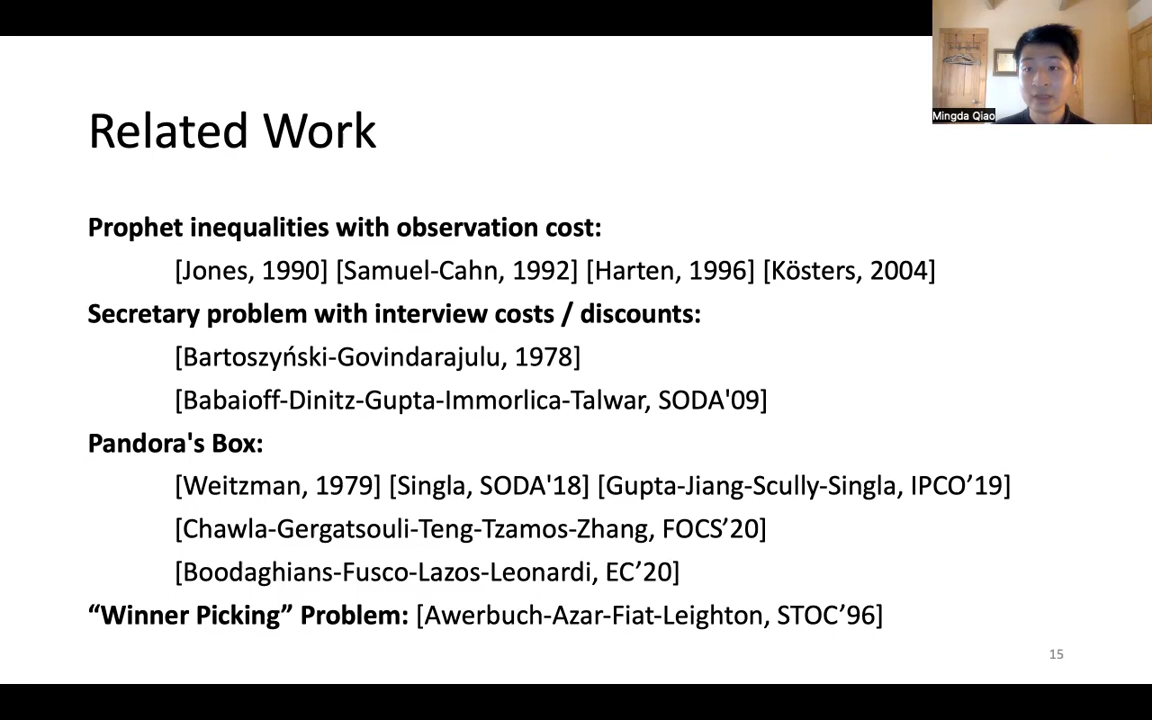 Mingda Qiao
Related Work
Prophet inequalities with observation cost:
[Jones, 1990] [Samuel-Cahn, 1992] [Harten, 1996] [Kösters, 2004]
Secretary problem with interview costs / discounts:
[Bartoszyński-Govindarajulu, 1978]
[Babaioff-Dinitz-Gupta-Immorlica-Talwar, SODA'09]
Pandora's Box:
[Weitzman, 1979] [Singla, SODA'18] [Gupta-Jiang-Scully-Singla, IPCO’19]
[Chawla-Gergatsouli-Teng-Tzamos-Zhang, FOCS’20]
[Boodaghians-Fusco-Lazos-Leonardi, EC’20]
“Winner Picking” Problem: [Awerbuch-Azar-Fiat-Leighton, STOC’96]
15